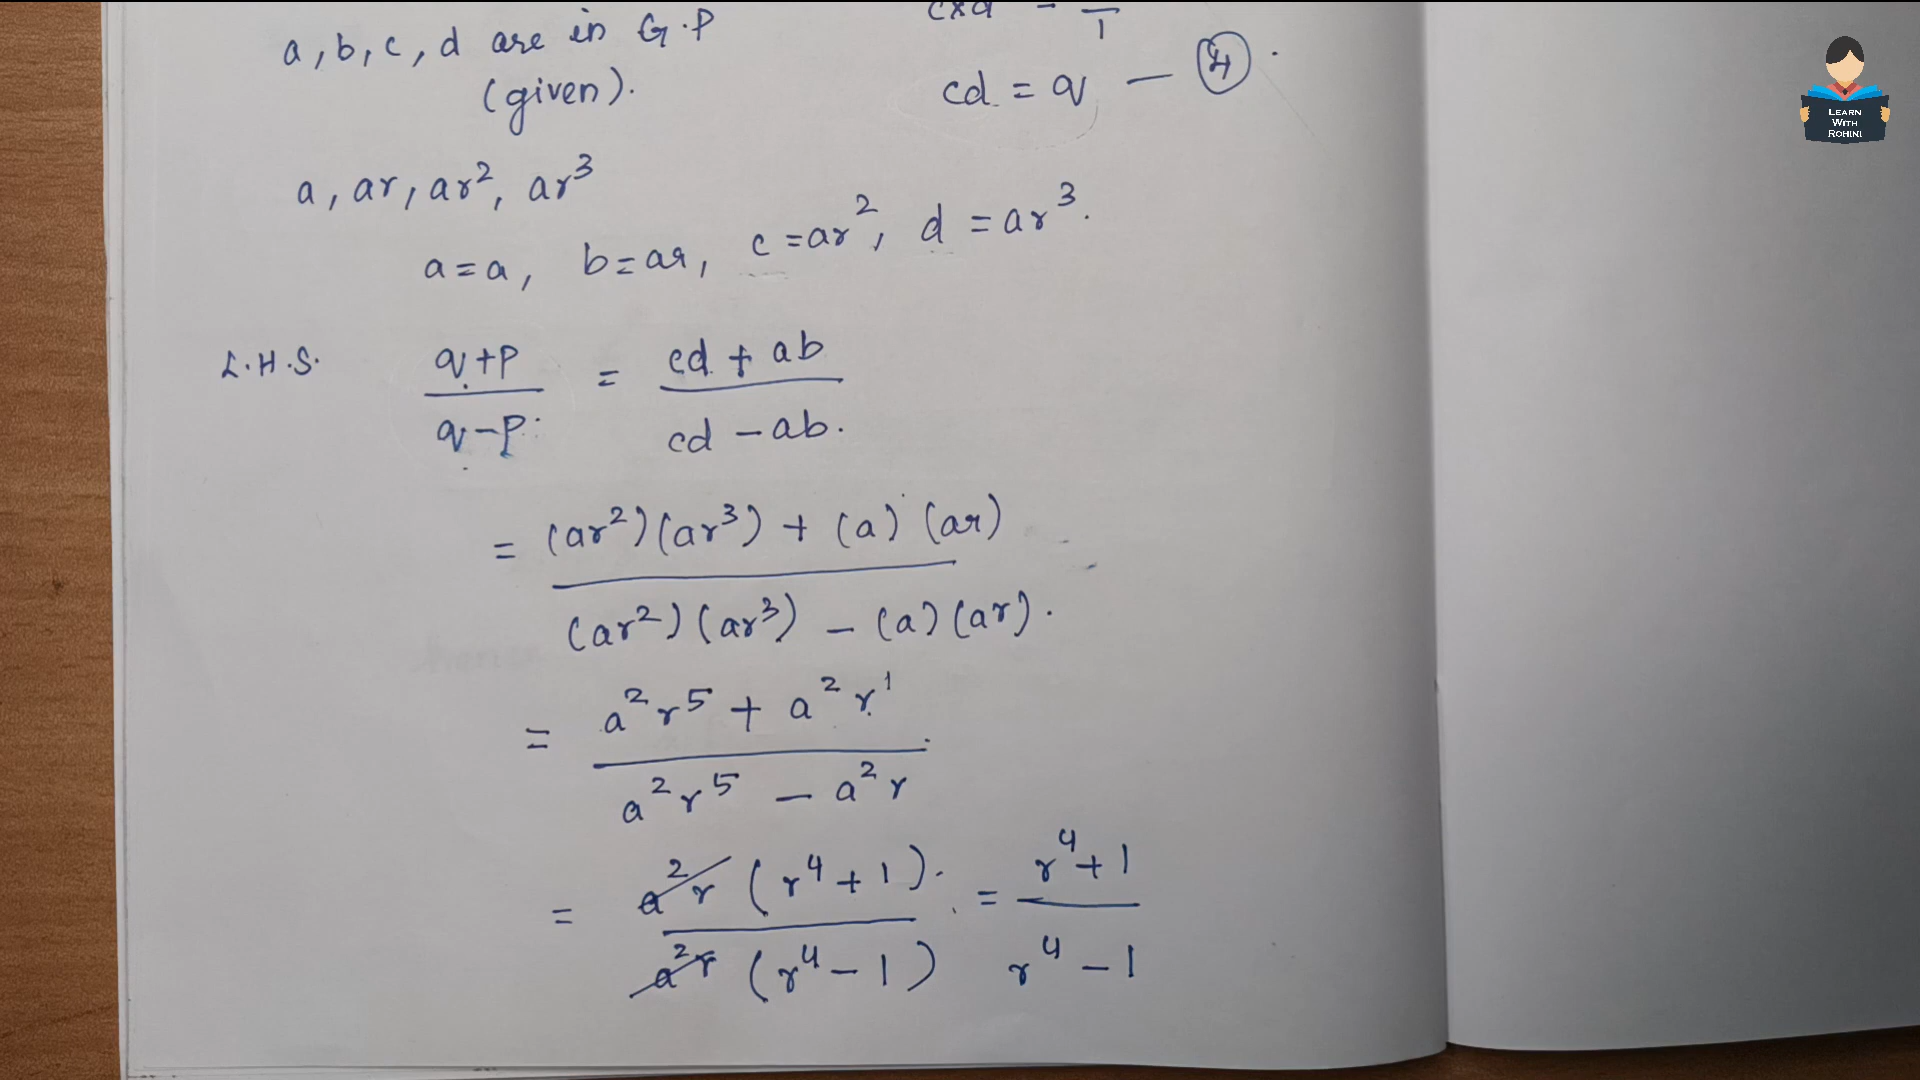 a, b, c, d are in G.P
(given).
cd = q — ④.
a, ar, ar², ar³
a = a, b = ar, c = ar², d = ar³.
L.H.S. (q+p)/(q-p) = (cd + ab)/(cd - ab).
= ((ar²)(ar³) + (a)(ar))/((ar²)(ar³) - (a)(ar)).
= (a²r⁵ + a²r¹)/(a²r⁵ - a²r)
= (a²r (r⁴+1))/(a²r (r⁴-1)) = (r⁴+1)/(r⁴-1)
LEARN
WITH
ROHINI